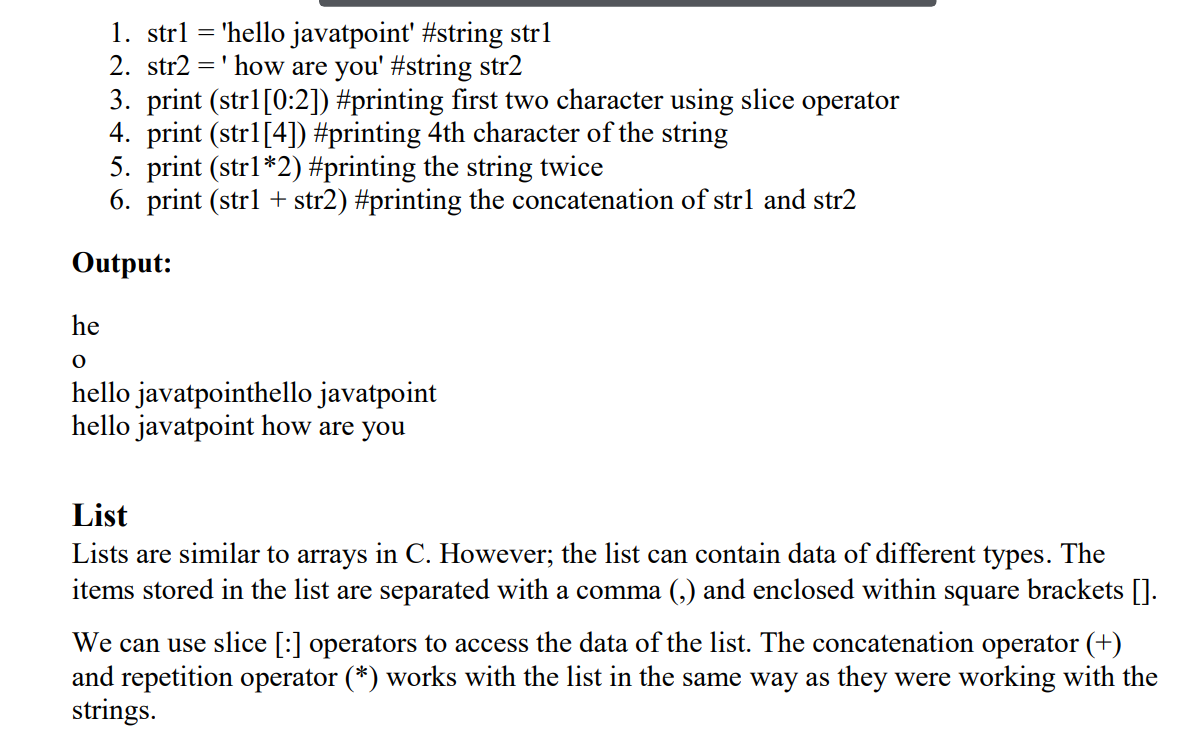 1. str1 = 'hello javatpoint' #string str1
2. str2 = ' how are you' #string str2
3. print (str1[0:2]) #printing first two character using slice operator
4. print (str1[4]) #printing 4th character of the string
5. print (str1*2) #printing the string twice
6. print (str1 + str2) #printing the concatenation of str1 and str2
Output:
he
o
hello javatpointhello javatpoint
hello javatpoint how are you
List
Lists are similar to arrays in C. However; the list can contain data of different types. The
items stored in the list are separated with a comma (,) and enclosed within square brackets [].
We can use slice [:] operators to access the data of the list. The concatenation operator (+)
and repetition operator (*) works with the list in the same way as they were working with the
strings.